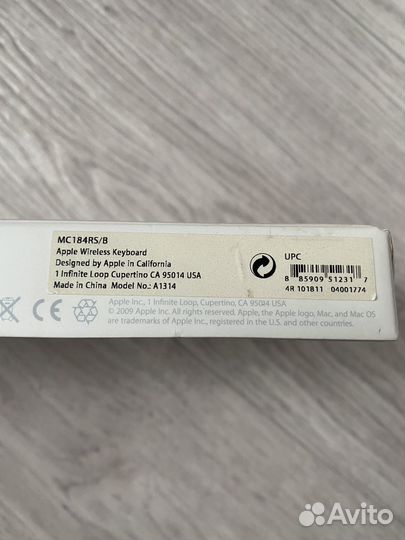 MC184RS/B
Apple Wireless Keyboard
Designed by Apple in California
1 Infinite Loop Cupertino CA 95014 USA
Made in China Model No.: A1314
UPC
8 85909 51231 7
4R 101811 04001774
CE
Apple Inc., 1 Infinite Loop, Cupertino, CA 95014 USA
© 2009 Apple Inc. All rights reserved. Apple, the Apple logo, Mac, and Mac OS
are trademarks of Apple Inc., registered in the U.S. and other countries.
Avito